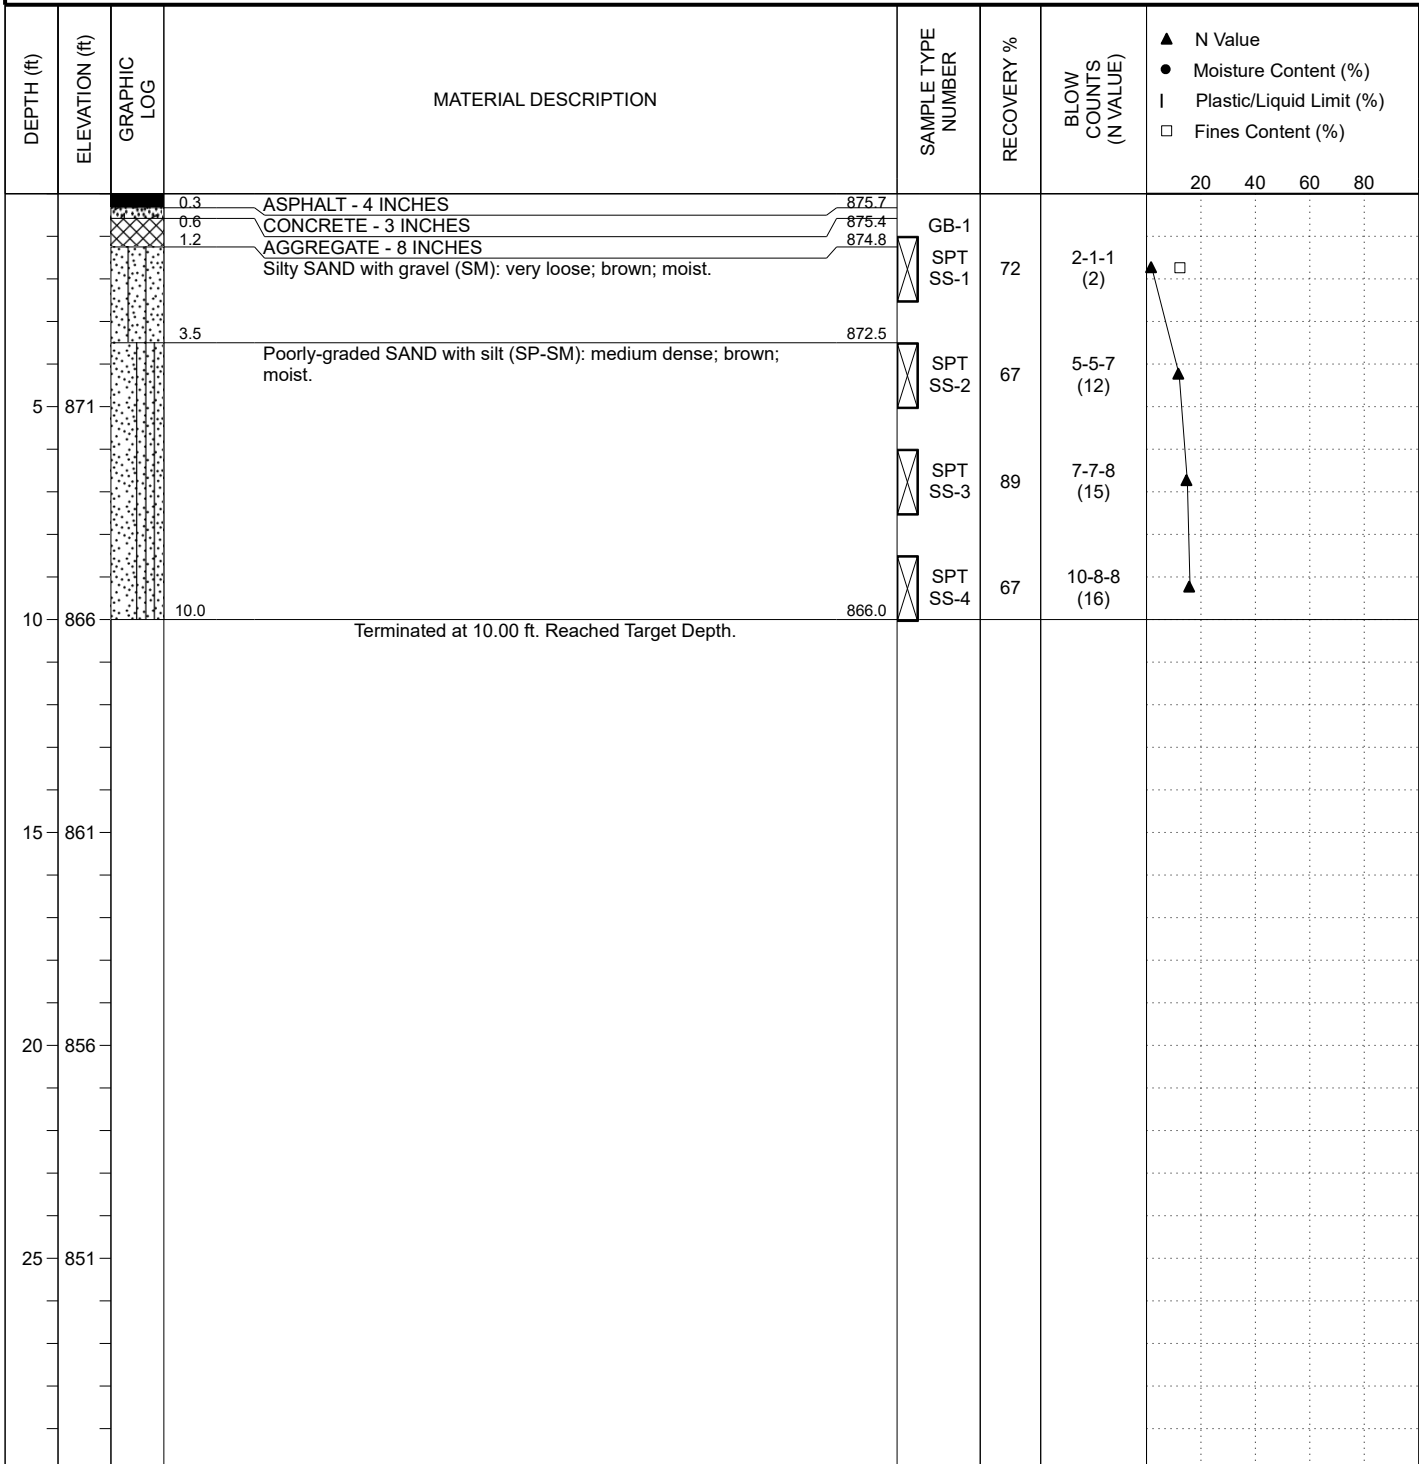 DEPTH (ft)
ELEVATION (ft)
GRAPHIC
LOG
MATERIAL DESCRIPTION
SAMPLE TYPE
NUMBER
RECOVERY %
BLOW
COUNTS
(N VALUE)
N Value
Moisture Content (%)
Plastic/Liquid Limit (%)
Fines Content (%)
20 40 60 80
0.3 ASPHALT - 4 INCHES 875.7
0.6 CONCRETE - 3 INCHES 875.4
GB-1
1.2 AGGREGATE - 8 INCHES 874.8
Silty SAND with gravel (SM): very loose; brown; moist.
SPT
SS-1
72
2-1-1
(2)
3.5 872.5
Poorly-graded SAND with silt (SP-SM): medium dense; brown;
moist.
SPT
SS-2
67
5-5-7
(12)
5 871
SPT
SS-3
89
7-7-8
(15)
SPT
SS-4
67
10-8-8
(16)
10.0 866.0
10 866
Terminated at 10.00 ft. Reached Target Depth.
15 861
20 856
25 851